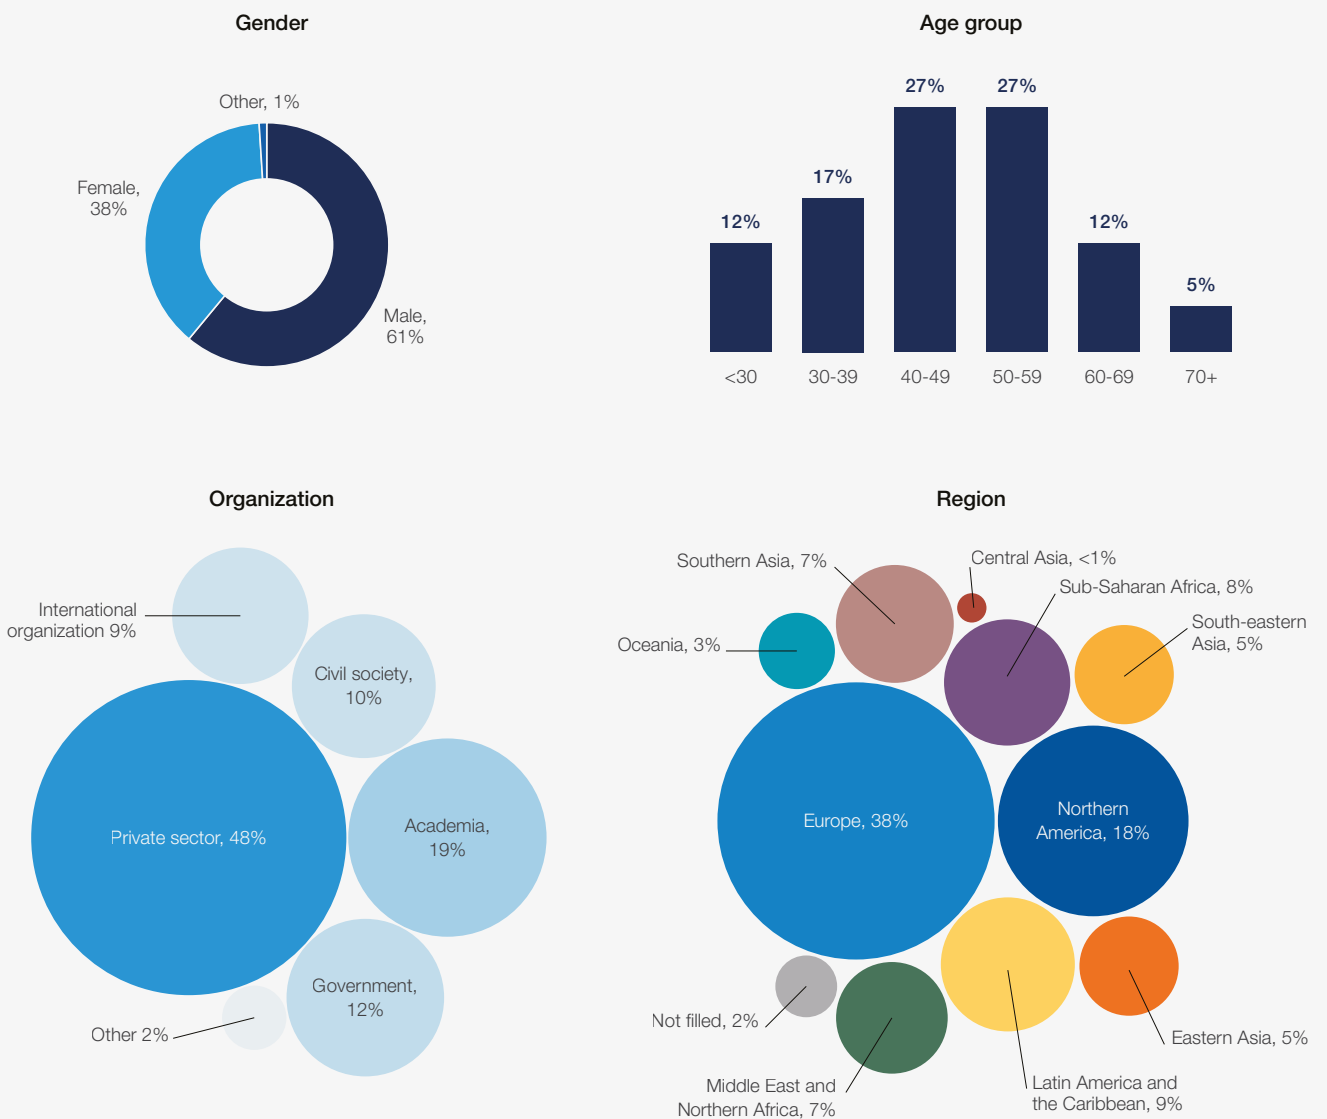 Gender
Other, 1%
Female,
38%
Male,
61%
Age group
27%
27%
17%
12%
12%
5%
<30
30-39
40-49
50-59
60-69
70+
Organization
International
organization 9%
Civil society,
10%
Private sector, 48%
Academia,
19%
Government,
12%
Other 2%
Region
Southern Asia, 7%
Central Asia, <1%
Sub-Saharan Africa, 8%
South-eastern
Asia, 5%
Oceania, 3%
Europe, 38%
Northern
America, 18%
Not filled, 2%
Eastern Asia, 5%
Middle East and
Northern Africa, 7%
Latin America and
the Caribbean, 9%